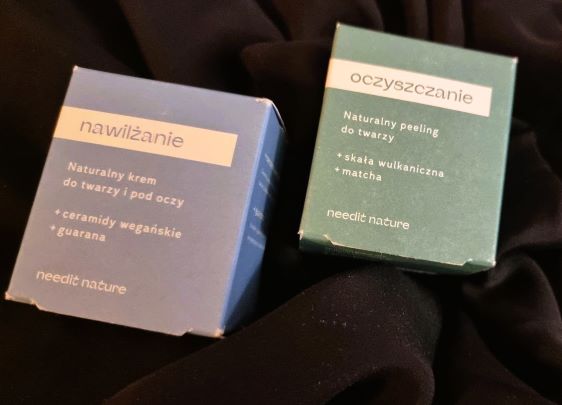 nawilżanie
Naturalny krem
do twarzy i pod oczy
+ ceramidy wegańskie
+ guarana
needit nature
oczyszczanie
Naturalny peeling
do twarzy
+ skała wulkaniczna
+ matcha
needit nature